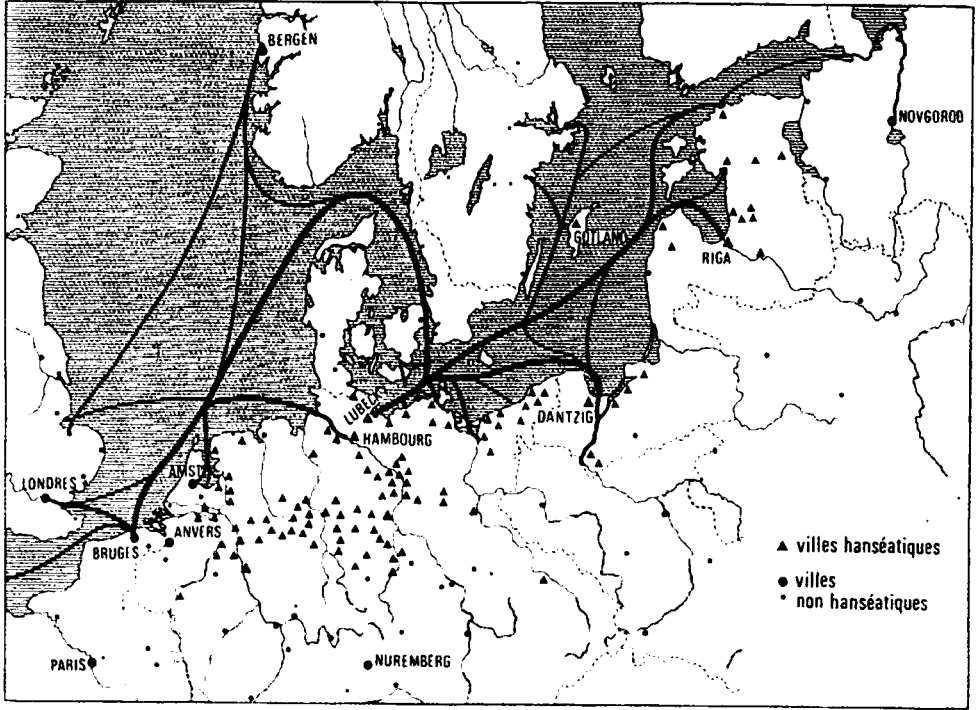 BERGEN
NOVGOROD
GOTLAND
RIGA
LUBECK
HAMBOURG
DANTZIG
AMST
LONDRES
BRUGES
ANVERS
PARIS
NUREMBERG
villes hanséatiques
villes
non hanséatiques